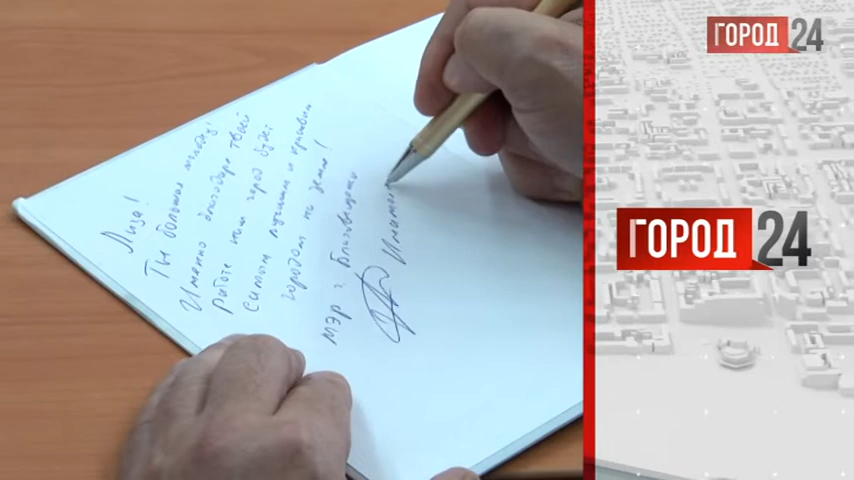 Лиза!
Ты большая молодец!
Именно благодаря твоей
работе наш город будет
самым лучшим и красивым
городом на земле!
мэр г. Благовещенска
Имамеев
ГОРОД 24
ГОРОД 24